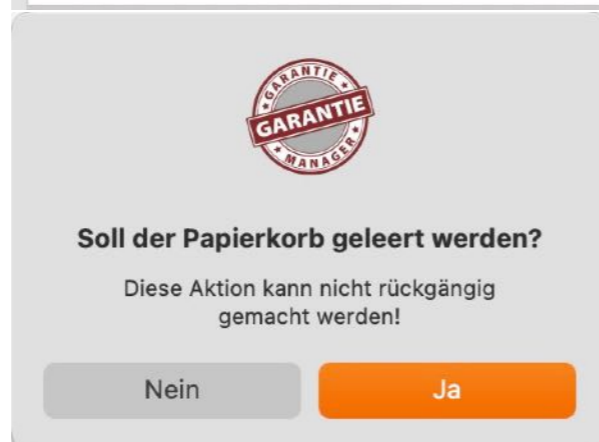 GARANTIE
GARANTIE
MANAGER
Soll der Papierkorb geleert werden?
Diese Aktion kann nicht rückgängig
gemacht werden!
Nein
Ja